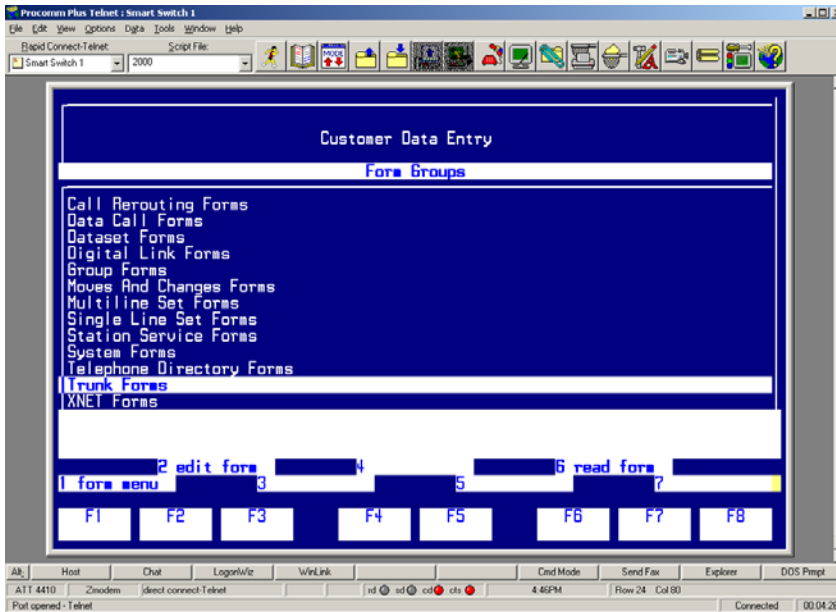 Procomm Plus Telnet : Smart Switch 1
File Edit View Options Data Tools Window Help
Rapid Connect-Telnet: Script File:
Smart Switch 1 2000
MODE
Customer Data Entry
Form Groups
Call Rerouting Forms
Data Call Forms
Dataset Forms
Digital Link Forms
Group Forms
Moves And Changes Forms
Multiline Set Forms
Single Line Set Forms
Station Service Forms
System Forms
Telephone Directory Forms
Trunk Forms
XNET Forms
2 edit form 4 6 read form
1 form menu 3 5 7
F1 F2 F3 F4 F5 F6 F7 F8
Alt: Host Chat LogonWiz WinLink Cmd Mode Send Fax Explorer DOS Prmpt
ATT 4410 Zmodem direct connect-Telnet rd sd cd cts 4:46PM Row 24 Col 80
Port opened - Telnet Connected